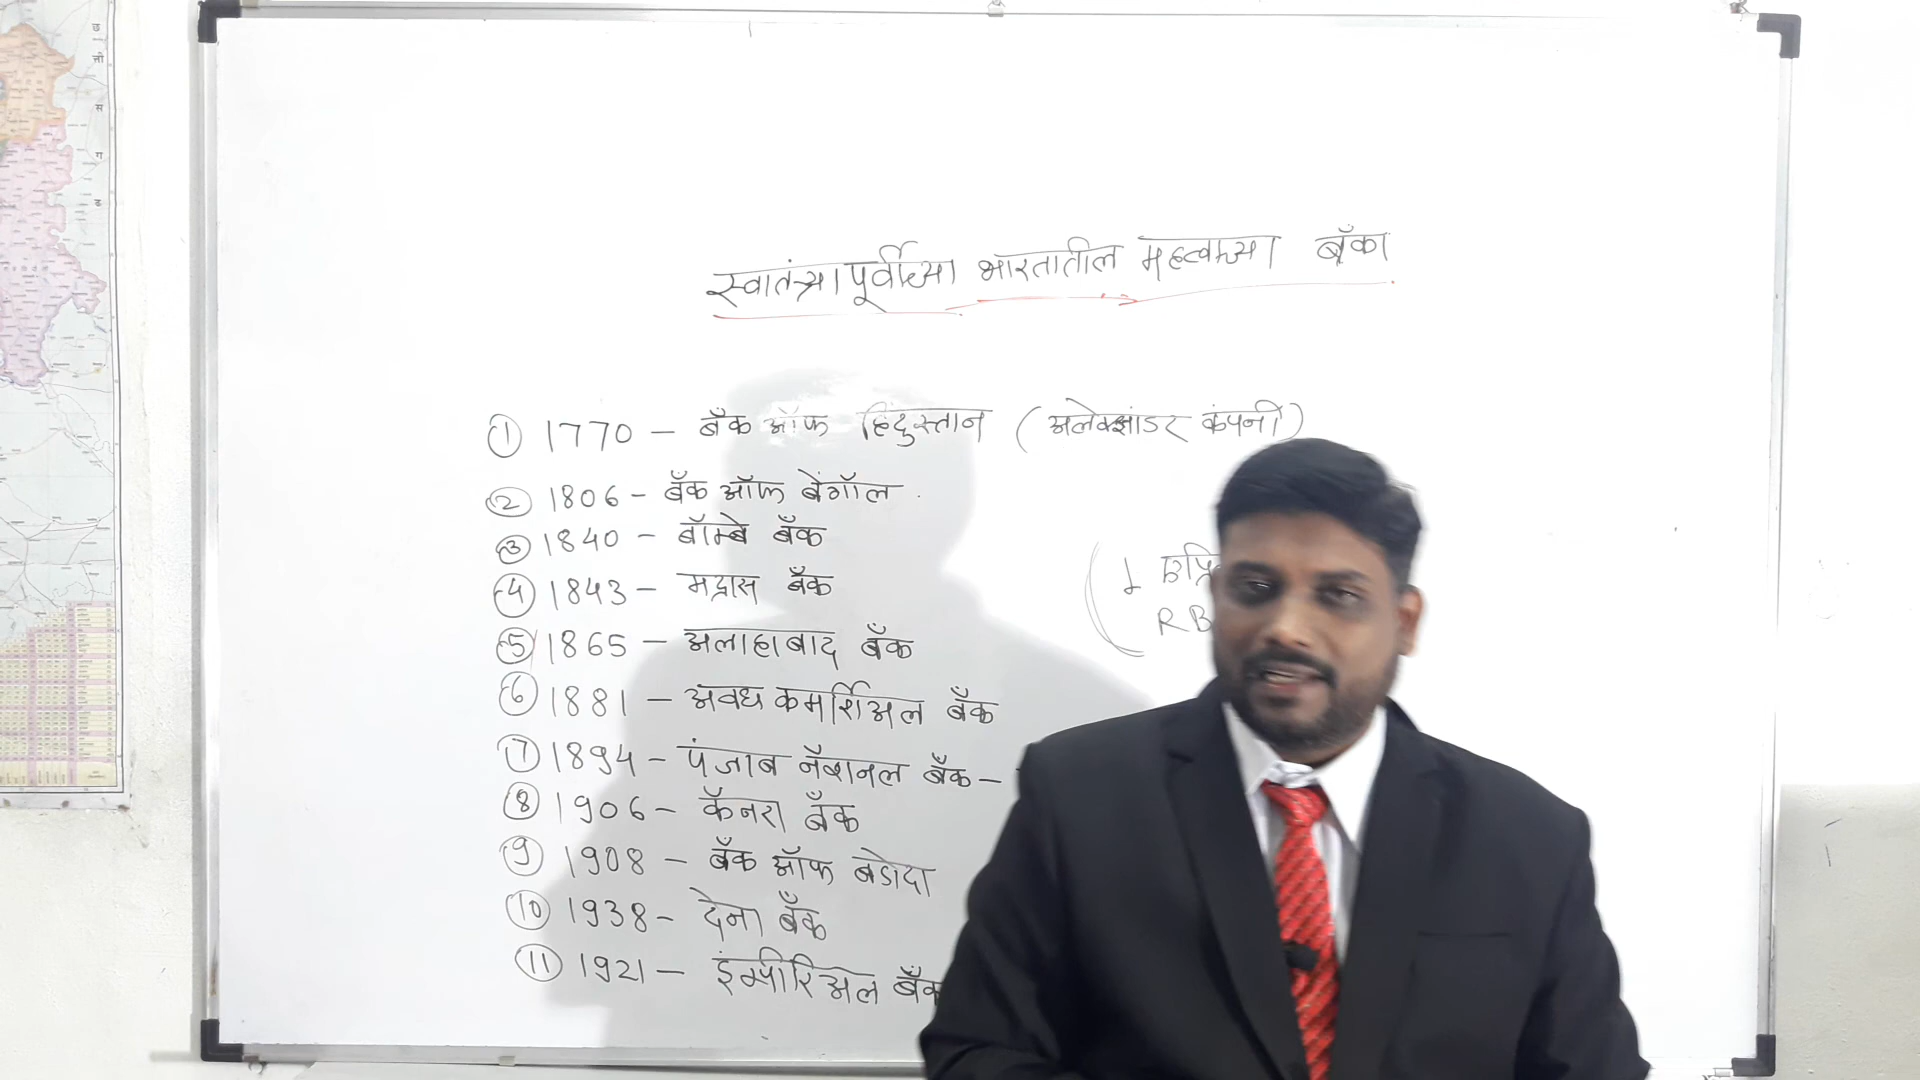 स्वातंत्र्यापूर्वीच्या भारतातील महत्वाच्या बँका
① 1770 – बँक ऑफ हिंदुस्तान (अलेक्झांडर कंपनी)
② 1806 – बँक ऑफ बेंगॉल.
③ 1840 – बॉम्बे बँक
④ 1843 – मद्रास बँक
⑤ 1865 – अलाहाबाद बँक
⑥ 1881 – अवध कमर्शिअल बँक
⑦ 1894 – पंजाब नॅशनल बँक –
⑧ 1906 – कॅनरा बँक
⑨ 1908 – बँक ऑफ बडोदा
⑩ 1938 – देना बँक
⑪ 1921 – इंम्पीरिअल बँक
1
RB
छ
त्ती
स
ग
ड